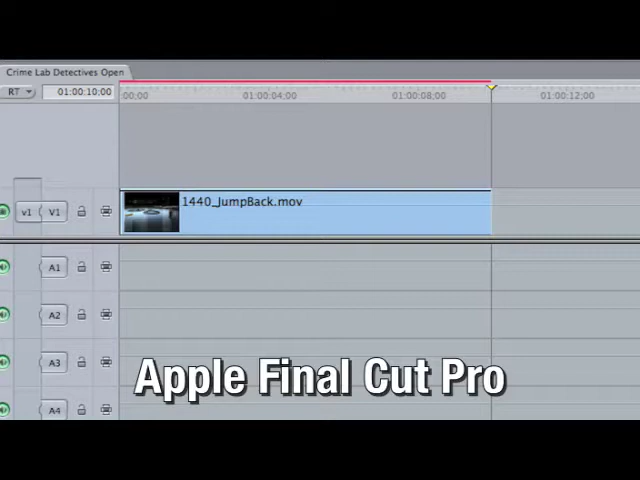 Crime Lab Detectives Open
RT 01:00:10;00 00;00 01:00:04;00 01:00:08;00 01:00:12;00
1440_JumpBack.mov
v1 V1
A1
A2
A3
A4
Apple Final Cut Pro